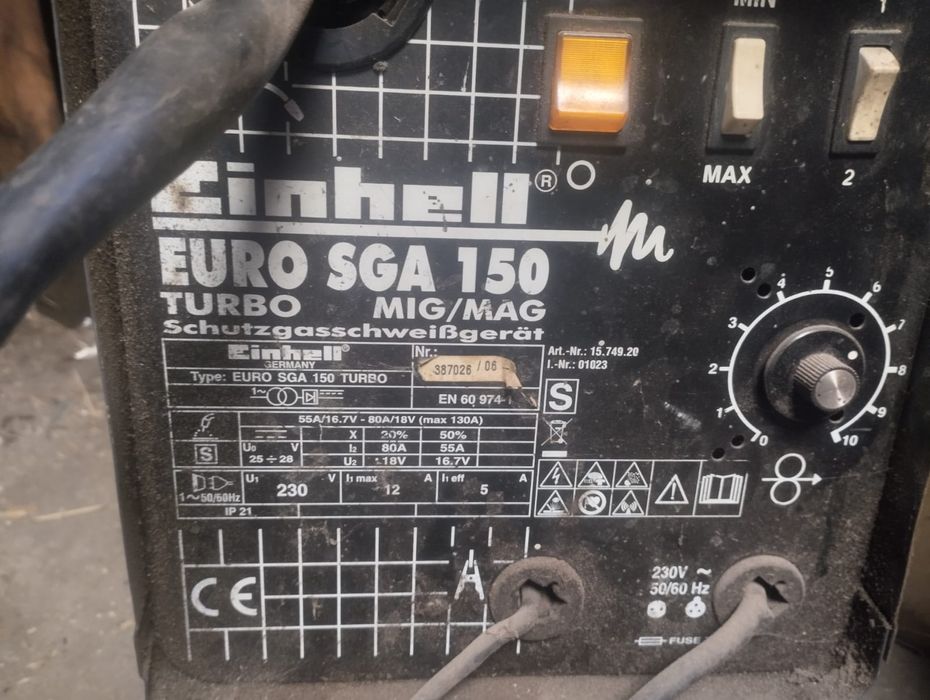 MIN
1
MAX
2
Einhell®
EURO SGA 150
TURBO MIG/MAG
Schutzgasschweißgerät
Einhell®
GERMANY
Nr.:
387026 / 06
Art.-Nr.: 15.749.20
I.-Nr.: 01023
Type: EURO SGA 150 TURBO
1~
EN 60 974-1
S
55A/16.7V - 80A/18V (max 130A)
X 20% 50%
S
U0 V
25 ÷ 28
I2 80A 55A
U2 18V 16.7V
1~50/60Hz
U1 V
230
I1 max A
12
I1 eff A
5
IP 21
0
1
2
3
4
5
6
7
8
9
10
CE
A
230V ~
50/60 Hz
FUSE